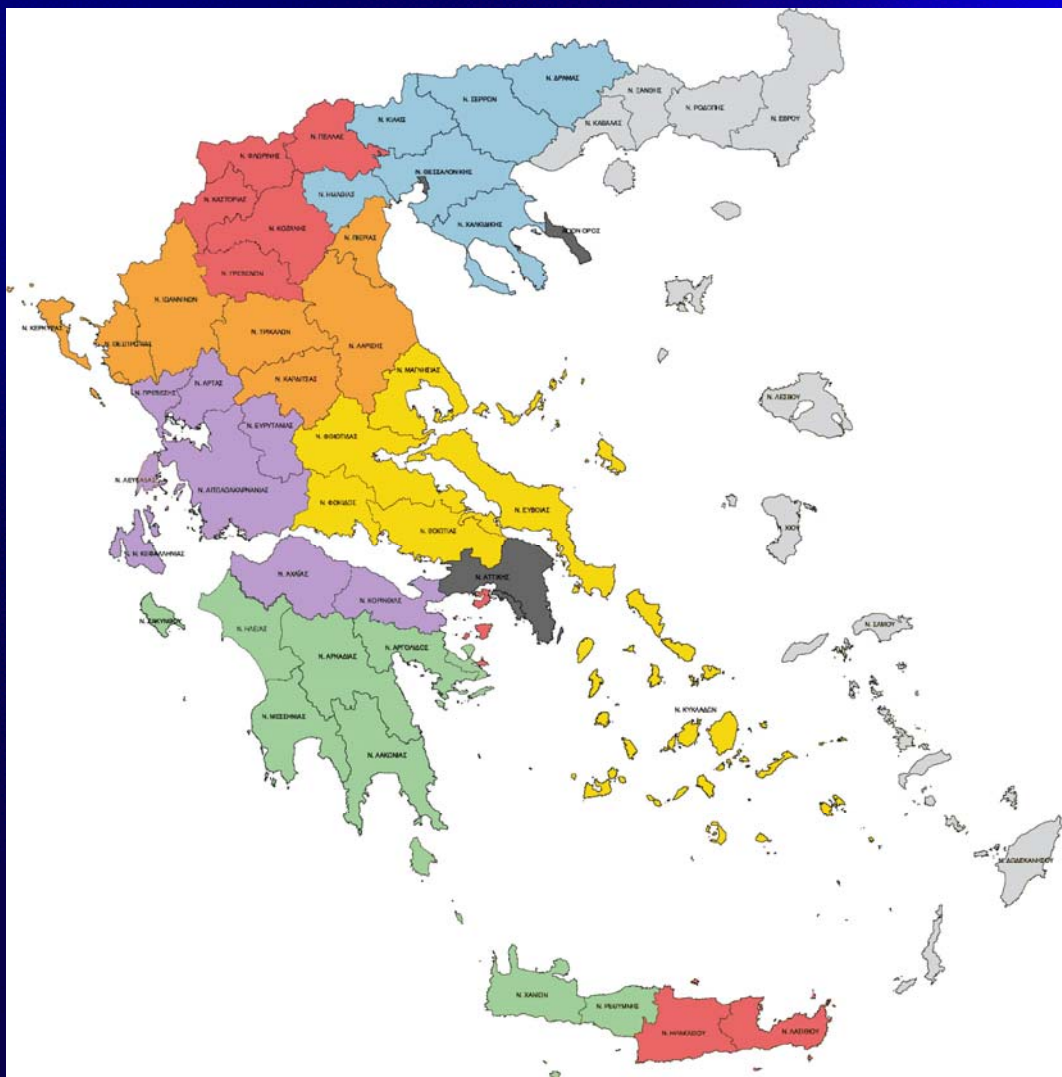 Ν. ΔΡΑΜΑΣ
Ν. ΞΑΝΘΗΣ
Ν. ΣΕΡΡΩΝ
Ν. ΡΟΔΟΠΗΣ
Ν. ΚΙΛΚΙΣ
Ν. ΚΑΒΑΛΑΣ
Ν. ΕΒΡΟΥ
Ν. ΠΕΛΛΑΣ
Ν. ΦΛΩΡΙΝΗΣ
Ν. ΘΕΣΣΑΛΟΝΙΚΗΣ
Ν. ΗΜΑΘΙΑΣ
Ν. ΚΑΣΤΟΡΙΑΣ
Ν. ΧΑΛΚΙΔΙΚΗΣ
ΑΓΙΟΝ ΟΡΟΣ
Ν. ΚΟΖΑΝΗΣ
Ν. ΠΙΕΡΙΑΣ
Ν. ΓΡΕΒΕΝΩΝ
Ν. ΙΩΑΝΝΙΝΩΝ
Ν. ΚΕΡΚΥΡΑΣ
Ν. ΤΡΙΚΑΛΩΝ
Ν. ΘΕΣΠΡΩΤΙΑΣ
Ν. ΛΑΡΙΣΗΣ
Ν. ΜΑΓΝΗΣΙΑΣ
Ν. ΑΡΤΑΣ
Ν. ΚΑΡΔΙΤΣΑΣ
Ν. ΠΡΕΒΕΖΗΣ
Ν. ΛΕΣΒΟΥ
Ν. ΕΥΡΥΤΑΝΙΑΣ
Ν. ΦΘΙΩΤΙΔΑΣ
Ν. ΛΕΥΚΑΔΑΣ
Ν. ΑΙΤΩΛΟΑΚΑΡΝΑΝΙΑΣ
Ν. ΦΩΚΙΔΟΣ
Ν. ΕΥΒΟΙΑΣ
Ν. ΒΟΙΩΤΙΑΣ
Ν. ΧΙΟΥ
Ν. ΚΕΦΑΛΛΗΝΙΑΣ
Ν. ΑΧΑΪΑΣ
Ν. ΑΤΤΙΚΗΣ
Ν. ΚΟΡΙΝΘΙΑΣ
Ν. ΖΑΚΥΝΘΟΥ
Ν. ΗΛΕΙΑΣ
Ν. ΣΑΜΟΥ
Ν. ΑΡΓΟΛΙΔΟΣ
Ν. ΑΡΚΑΔΙΑΣ
Ν. ΚΥΚΛΑΔΩΝ
Ν. ΜΕΣΣΗΝΙΑΣ
Ν. ΛΑΚΩΝΙΑΣ
Ν. ΔΩΔΕΚΑΝΗΣΟΥ
Ν. ΧΑΝΙΩΝ
Ν. ΡΕΘΥΜΝΗΣ
Ν. ΗΡΑΚΛΕΙΟΥ
Ν. ΛΑΣΙΘΙΟΥ